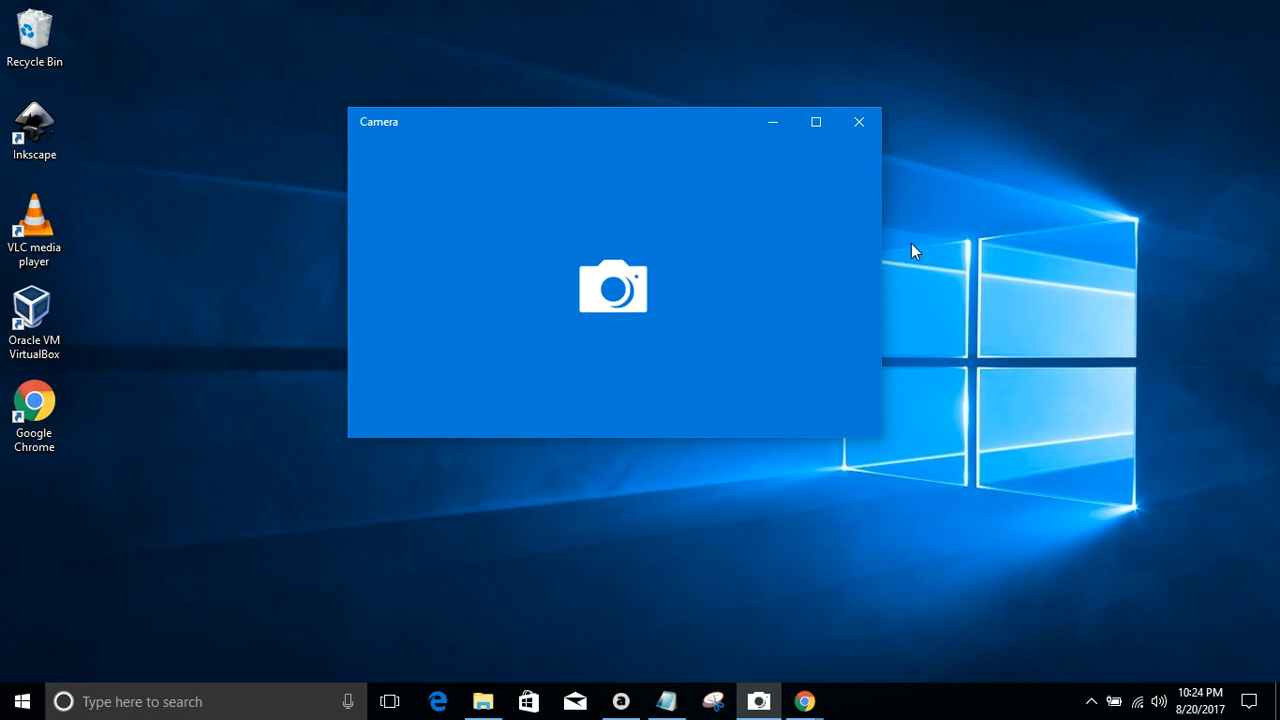 Recycle Bin
Inkscape
VLC media
player
Oracle VM
VirtualBox
Google
Chrome
Camera
Type here to search
10:24 PM
8/20/2017